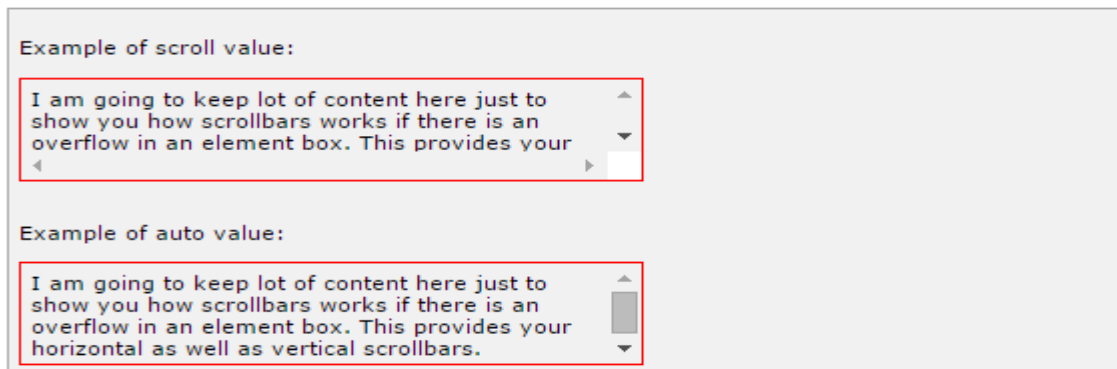 Example of scroll value:
I am going to keep lot of content here just to
show you how scrollbars works if there is an
overflow in an element box. This provides your
Example of auto value:
I am going to keep lot of content here just to
show you how scrollbars works if there is an
overflow in an element box. This provides your
horizontal as well as vertical scrollbars.